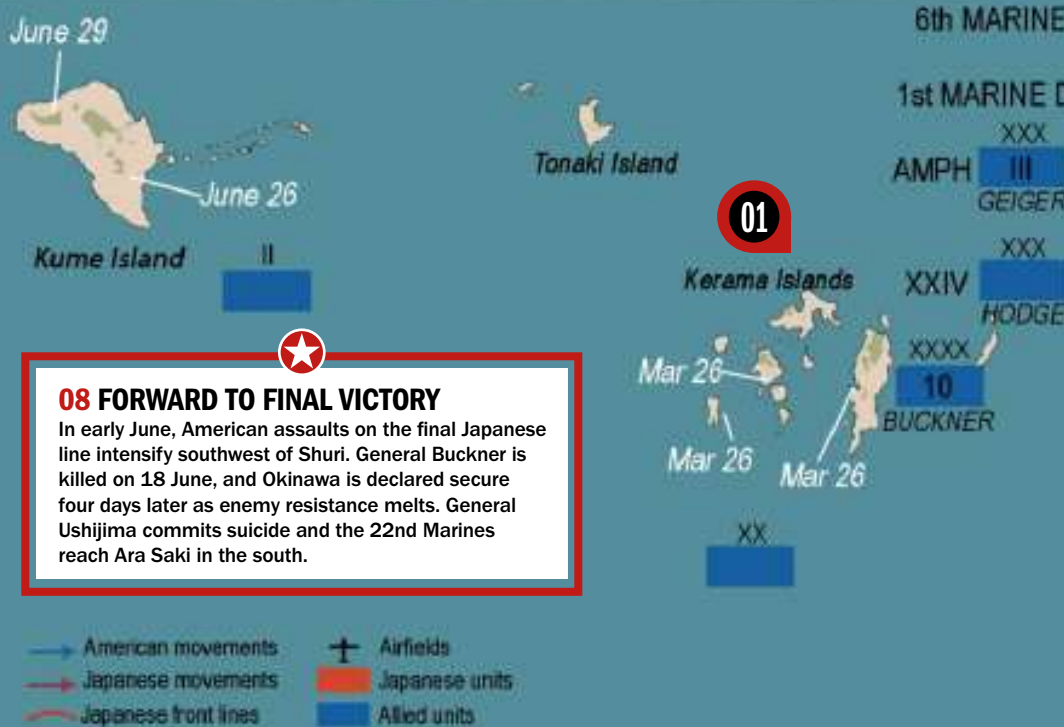 June 29
June 26
Kume Island
II
Tonaki Island
01
Kerama Islands
Mar 26
Mar 26
Mar 26
XX
6th MARINE
1st MARINE D
XXX
AMPH III
GEIGER
XXX
XXIV
HODGE
XXXX
10
BUCKNER
08 FORWARD TO FINAL VICTORY
In early June, American assaults on the final Japanese
line intensify southwest of Shuri. General Buckner is
killed on 18 June, and Okinawa is declared secure
four days later as enemy resistance melts. General
Ushijima commits suicide and the 22nd Marines
reach Ara Saki in the south.
American movements
Japanese movements
Japanese front lines
Airfields
Japanese units
Allied units